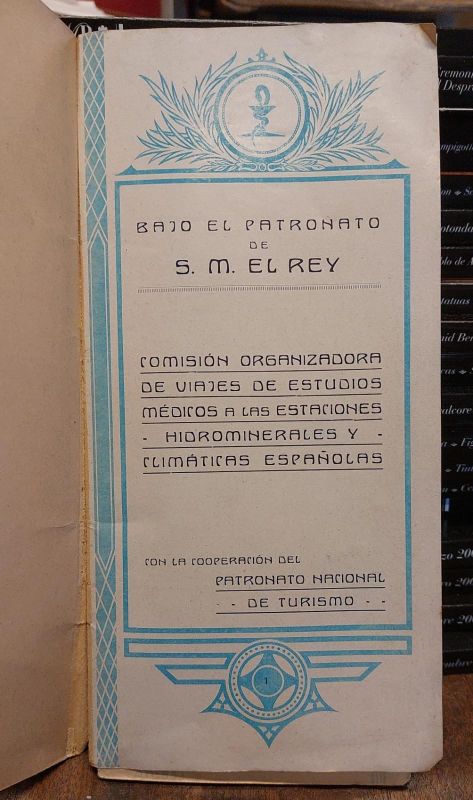 BAJO EL PATRONATO
DE
S. M. EL REY
COMISIÓN ORGANIZADORA
DE VIAJES DE ESTUDIOS
MÉDICOS A LAS ESTACIONES
- HIDROMINERALES Y -
CLIMÁTICAS ESPAÑOLAS
CON LA COOPERACIÓN DEL
PATRONATO NACIONAL
- - DE TURISMO - -
1